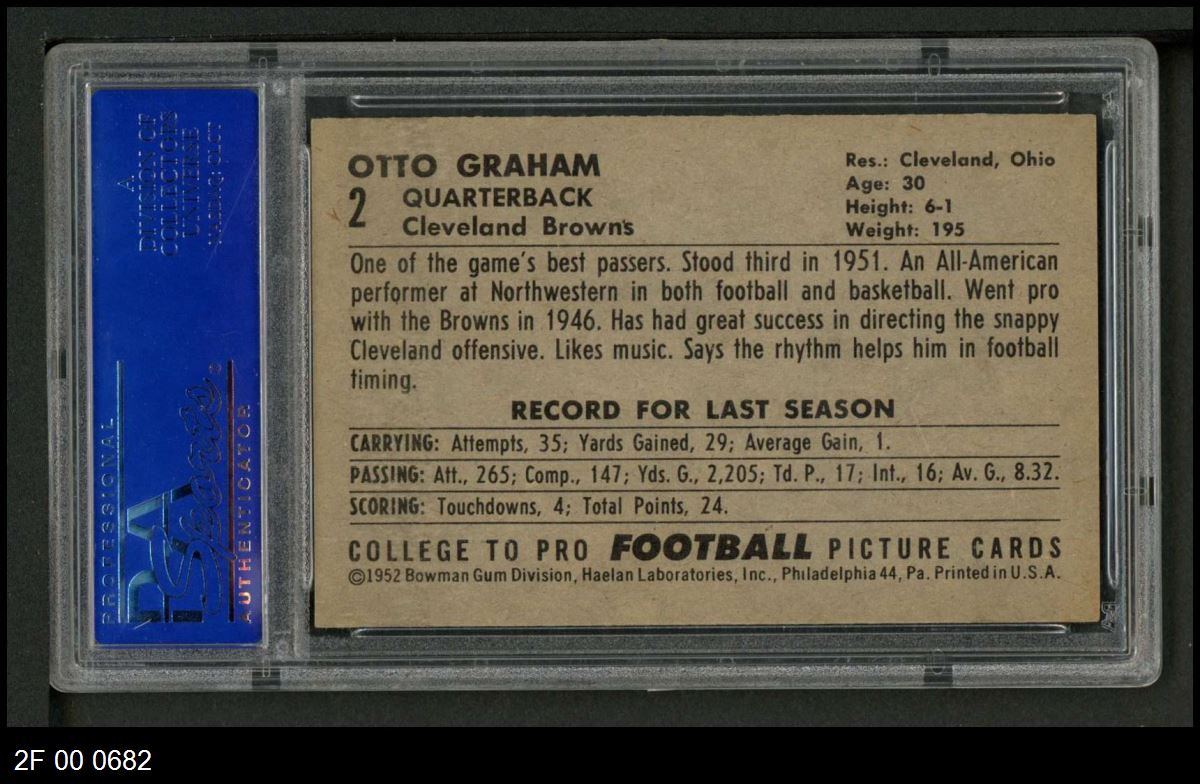 OTTO GRAHAM
2 QUARTERBACK
Cleveland Browns
Res.: Cleveland, Ohio
Age: 30
Height: 6-1
Weight: 195
One of the game's best passers. Stood third in 1951. An All-American
performer at Northwestern in both football and basketball. Went pro
with the Browns in 1946. Has had great success in directing the snappy
Cleveland offensive. Likes music. Says the rhythm helps him in football
timing.
RECORD FOR LAST SEASON
CARRYING: Attempts, 35; Yards Gained, 29; Average Gain, 1.
PASSING: Att., 265; Comp., 147; Yds. G., 2,205; Td. P., 17; Int., 16; Av. G., 8.32.
SCORING: Touchdowns, 4; Total Points, 24.
COLLEGE TO PRO FOOTBALL PICTURE CARDS
©1952 Bowman Gum Division, Haelan Laboratories, Inc., Philadelphia 44, Pa. Printed in U.S.A.
A
DIVISION OF
COLLECTORS
UNIVERSE
NASDAQ: CLCT
PROFESSIONAL
PSA
Sports
AUTHENTICATOR
2F 00 0682